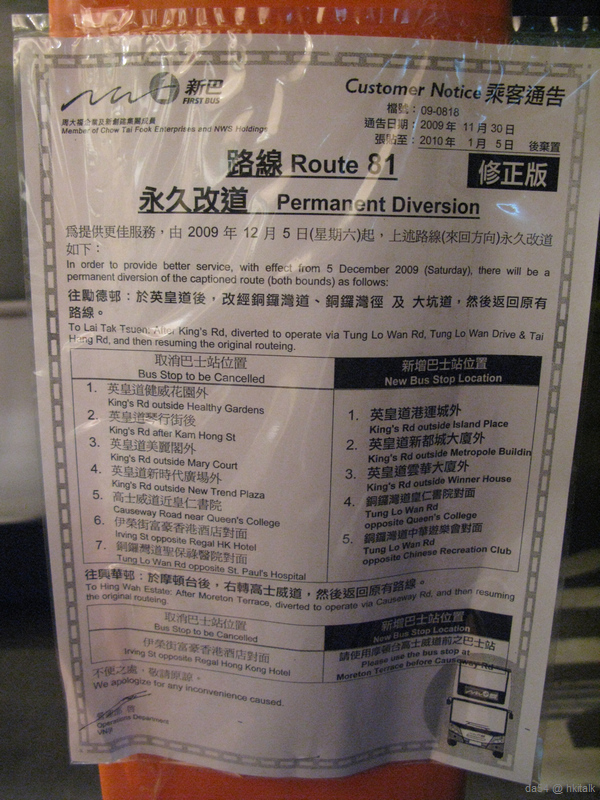 新巴
FIRST BUS
周大福企業及新創建集團成員
Member of Chow Tai Fook Enterprises and NWS Holdings
Customer Notice 乘客通告
檔號：09-0818
通告日期：2009 年 11 月 30 日
張貼至：2010 年 1 月 5 日 後棄置
路線 Route 81
修正版
永久改道 Permanent Diversion
為提供更佳服務，由 2009 年 12 月 5 日(星期六)起，上述路線(來回方向)永久改道
如下：
In order to provide better service, with effect from 5 December 2009 (Saturday), there will be a
permanent diversion of the captioned route (both bounds) as follows:
往勵德邨：於英皇道後，改經銅鑼灣道、銅鑼灣徑 及 大坑道，然後返回原有
路線。
To Lai Tak Tsuen: After King's Rd, diverted to operate via Tung Lo Wan Rd, Tung Lo Wan Drive & Tai
Hang Rd, and then resuming the original routeing.
取消巴士站位置
Bus Stop to be Cancelled
1. 英皇道健威花園外
King's Rd outside Healthy Gardens
2. 英皇道琴行街後
King's Rd after Kam Hong St
3. 英皇道美麗閣外
King's Rd outside Mary Court
4. 英皇道新時代廣場外
King's Rd outside New Trend Plaza
5. 高士威道近皇仁書院
Causeway Road near Queen's College
6. 伊榮街富豪香港酒店對面
Irving St opposite Regal HK Hotel
7. 銅鑼灣道聖保祿醫院對面
Tung Lo Wan Rd opposite St. Paul's Hospital
新增巴士站位置
New Bus Stop Location
1. 英皇道港運城外
King's Rd outside Island Place
2. 英皇道新都城大廈外
King's Rd outside Metropole Buildin
3. 英皇道雲華大廈外
King's Rd outside Winner House
4. 銅鑼灣道皇仁書院對面
Tung Lo Wan Rd
opposite Queen's College
5. 銅鑼灣道中華遊樂會對面
Tung Lo Wan Rd
opposite Chinese Recreation Club
往興華邨：於摩頓台後，右轉高士威道，然後返回原有路線。
To Hing Wah Estate: After Moreton Terrace, diverted to operate via Causeway Rd, and then resuming
the original routeing.
取消巴士站位置
Bus Stop to be Cancelled
伊榮街富豪香港酒店對面
Irving St opposite Regal Hong Kong Hotel
新增巴士站位置
New Bus Stop Location
請使用摩頓台高士威道前之巴士站
Please use the bus stop at
Moreton Terrace before Causeway Rd
不便之處，敬請原諒。
We apologize for any inconvenience caused.
Operations Department
da54 @ hkitalk